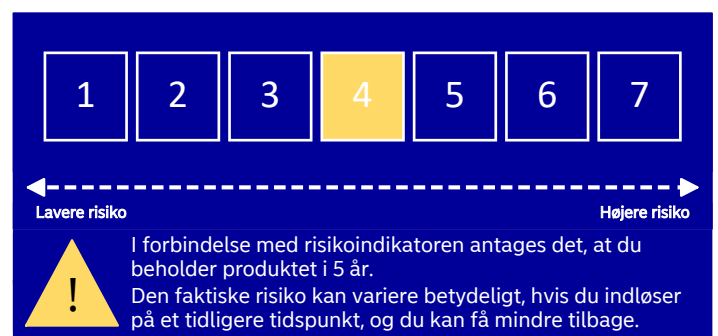 1 2 3 4 5 6 7
Lavere risiko Højere risiko
! I forbindelse med risikoindikatoren antages det, at du
beholder produktet i 5 år.
Den faktiske risiko kan variere betydeligt, hvis du indløser
på et tidligere tidspunkt, og du kan få mindre tilbage.